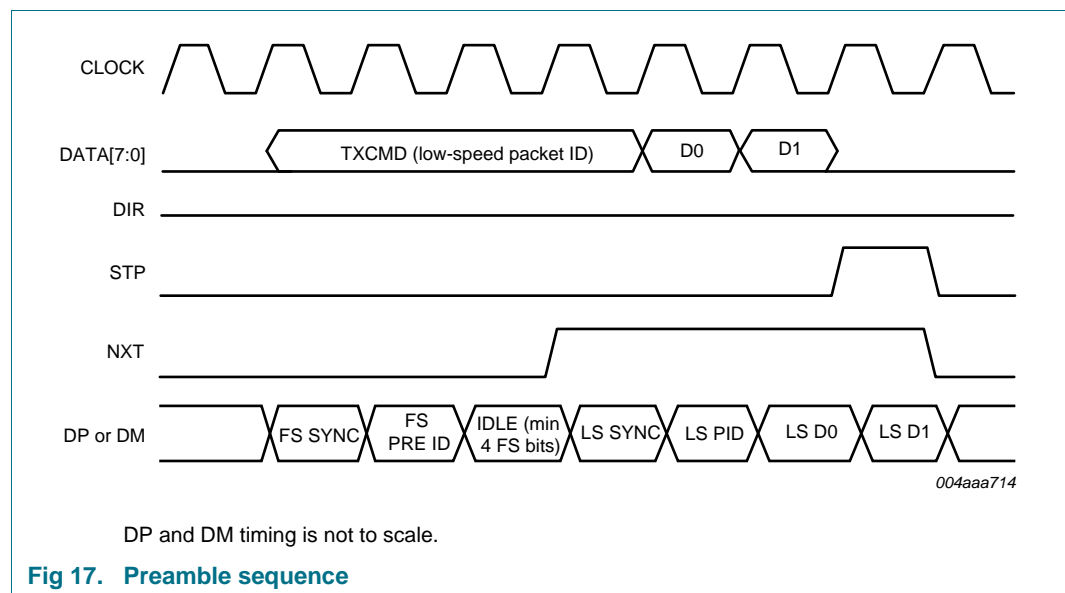 CLOCK
DATA[7:0]
TXCMD (low-speed packet ID)
D0
D1
DIR
STP
NXT
DP or DM
FS SYNC
FS
PRE ID
IDLE (min
4 FS bits)
LS SYNC
LS PID
LS D0
LS D1
004aaa714
DP and DM timing is not to scale.
Fig 17. Preamble sequence